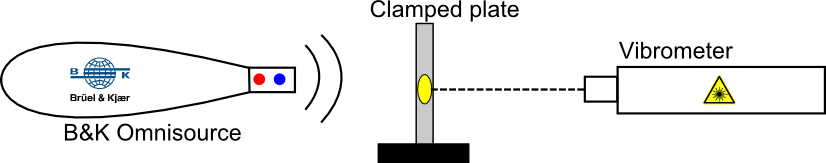 Clamped plate
Vibrometer
B K
Brüel & Kjær
B&K Omnisource